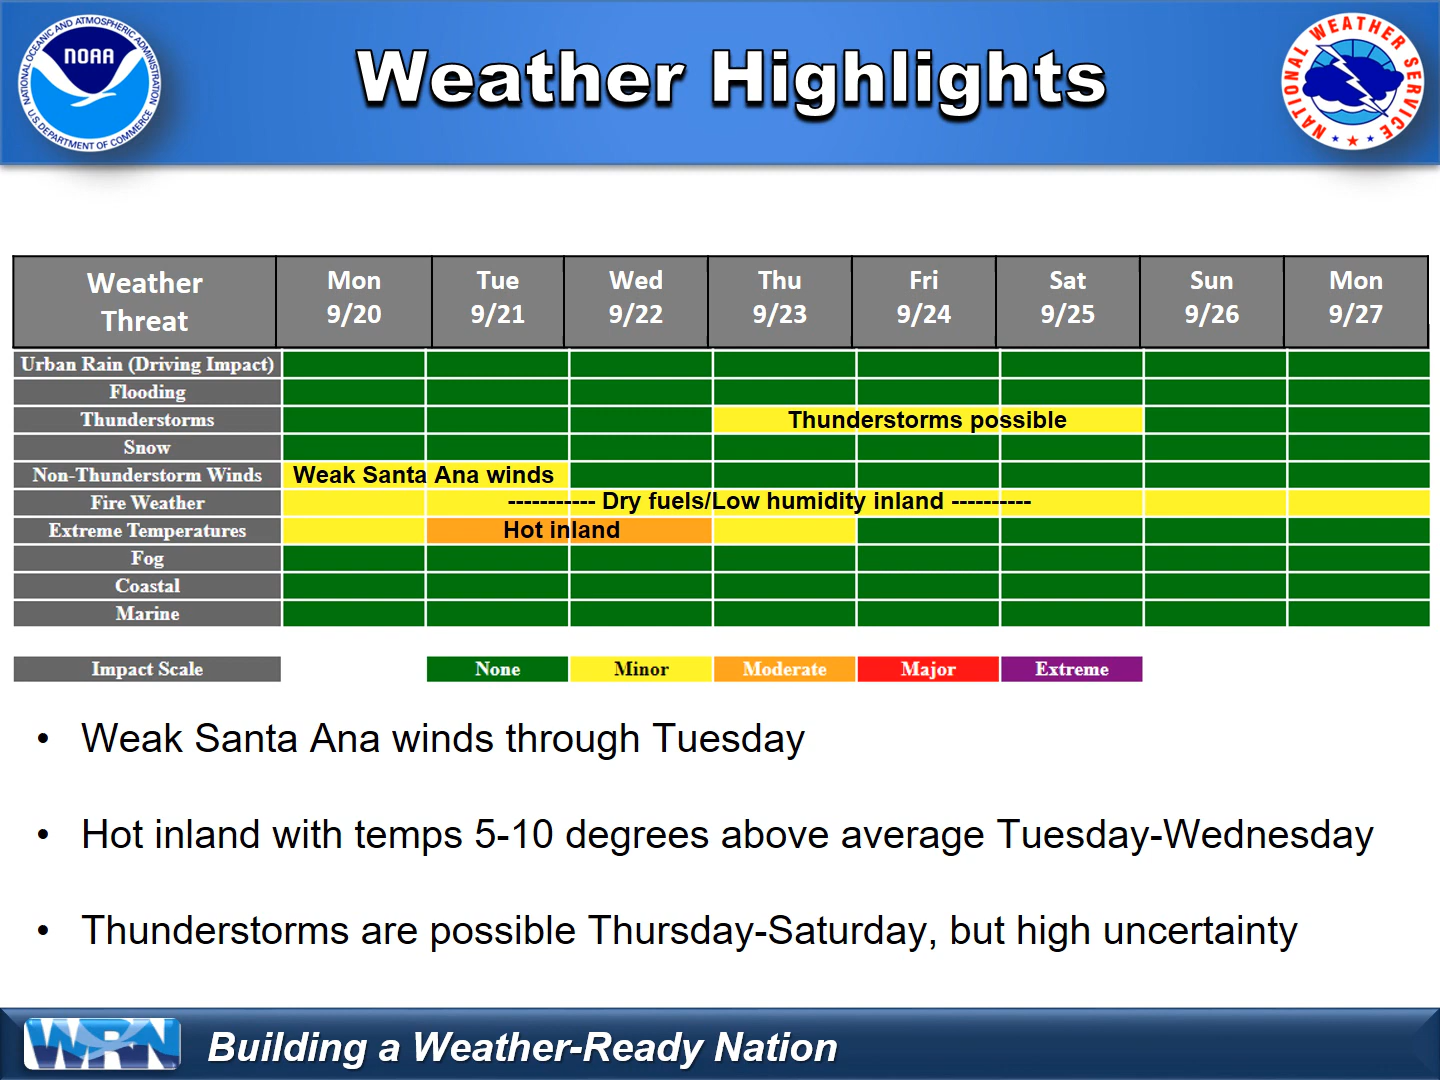 NATIONAL OCEANIC AND ATMOSPHERIC ADMINISTRATION
NOAA
U.S. DEPARTMENT OF COMMERCE
Weather Highlights
NATIONAL WEATHER SERVICE
Weather Threat Mon 9/20 Tue 9/21 Wed 9/22 Thu 9/23 Fri 9/24 Sat 9/25 Sun 9/26 Mon 9/27
Urban Rain (Driving Impact)
Flooding
Thunderstorms Thunderstorms possible
Snow
Non-Thunderstorm Winds Weak Santa Ana winds
Fire Weather ----------- Dry fuels/Low humidity inland ----------
Extreme Temperatures Hot inland
Fog
Coastal
Marine
Impact Scale None Minor Moderate Major Extreme
• Weak Santa Ana winds through Tuesday
• Hot inland with temps 5-10 degrees above average Tuesday-Wednesday
• Thunderstorms are possible Thursday-Saturday, but high uncertainty
WRN Building a Weather-Ready Nation